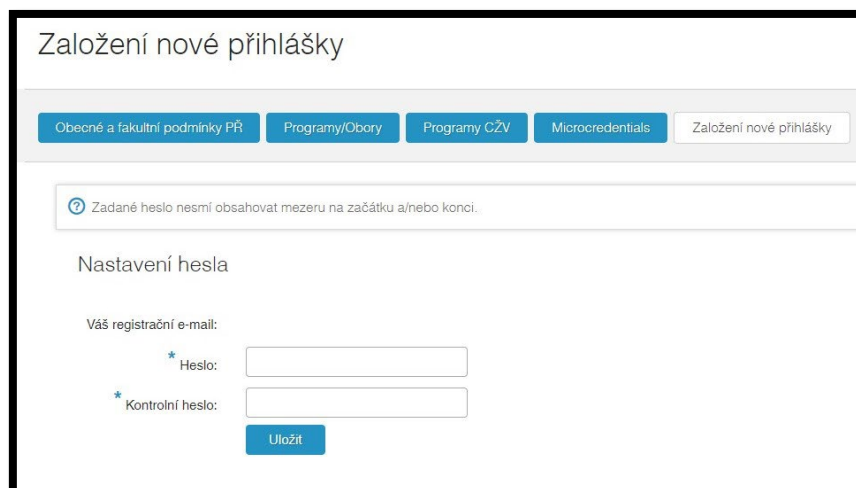 Založení nové přihlášky
Obecné a fakultní podmínky PŘ Programy/Obory Programy CŽV Microcredentials Založení nové přihlášky
? Zadané heslo nesmí obsahovat mezeru na začátku a/nebo konci.
Nastavení hesla
Váš registrační e-mail:
* Heslo:
* Kontrolní heslo:
Uložit